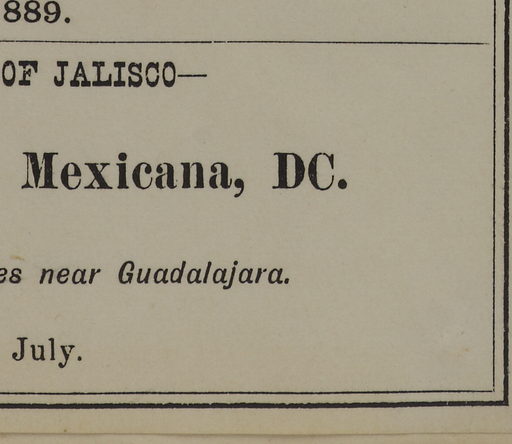 889.
OF JALISCO—
Mexicana, DC.
es near Guadalajara.
July.